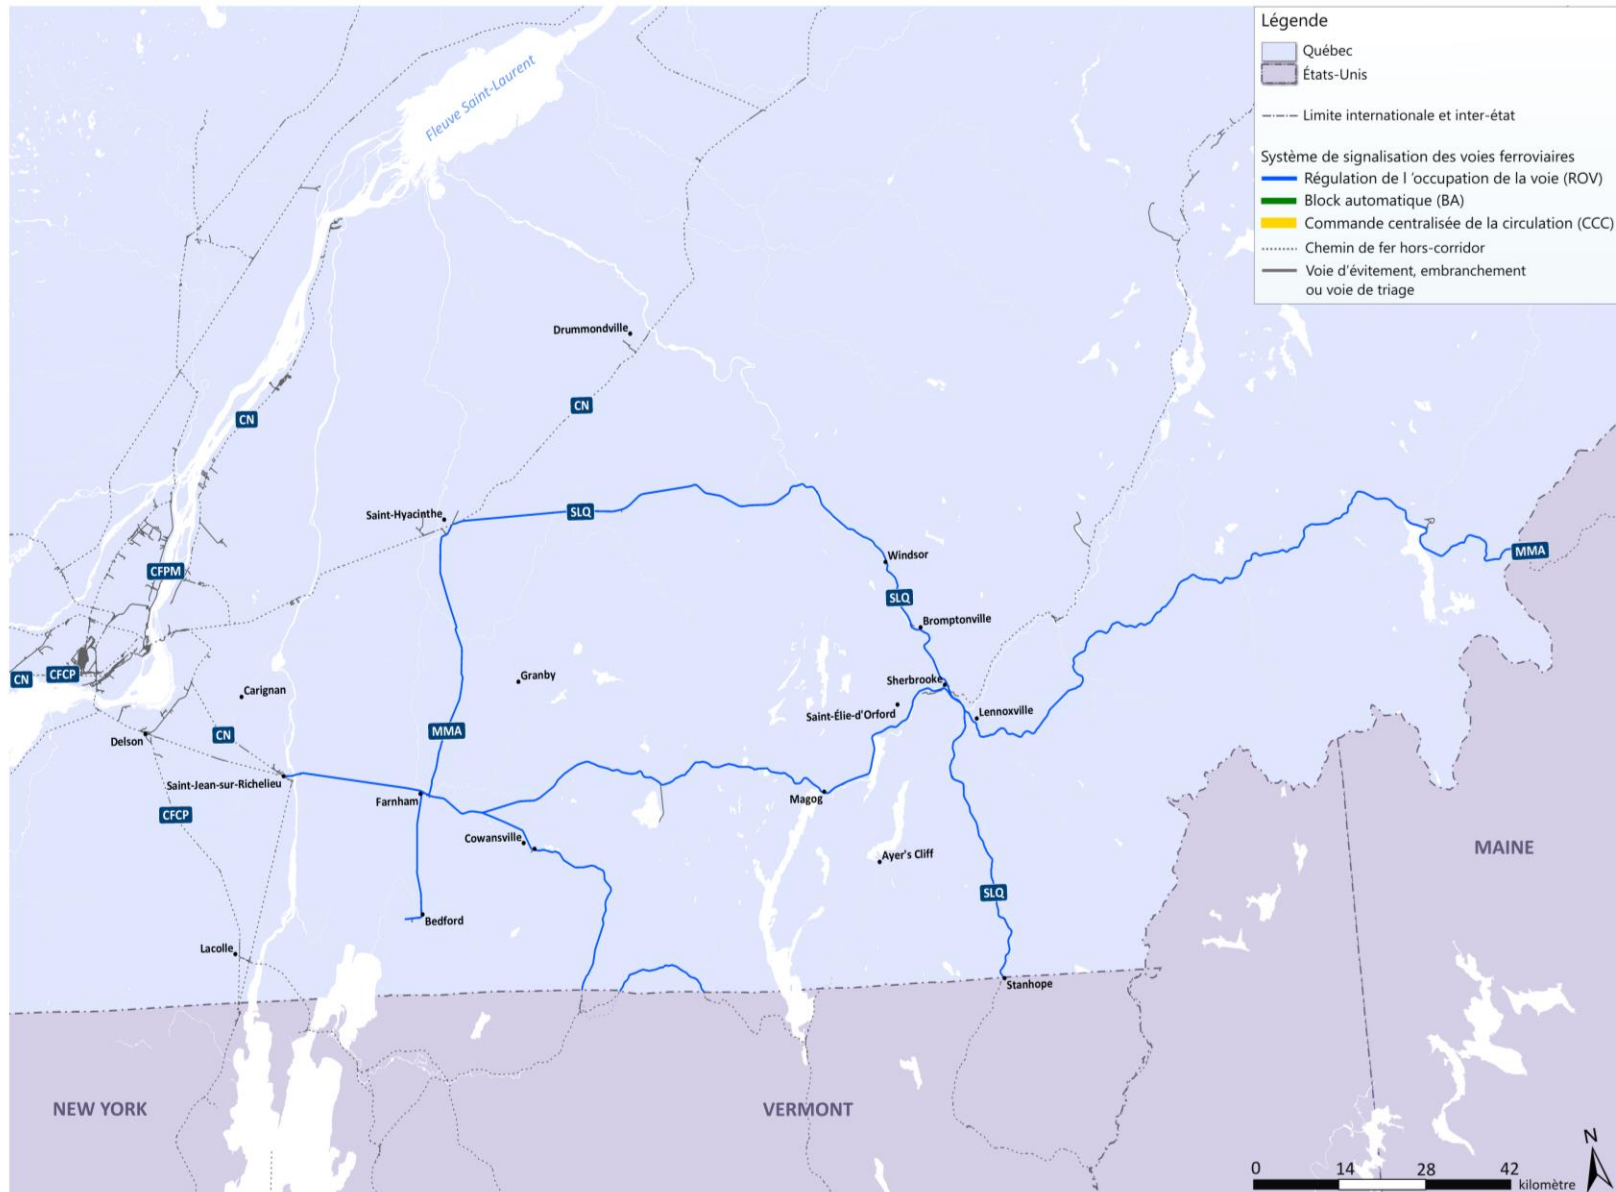 Légende
Québec
États-Unis
Limite internationale et inter-état
Système de signalisation des voies ferroviaires
Régulation de l 'occupation de la voie (ROV)
Block automatique (BA)
Commande centralisée de la circulation (CCC)
Chemin de fer hors-corridor
Voie d'évitement, embranchement
ou voie de triage
Fleuve Saint-Laurent
Drummondville
CN
CN
Saint-Hyacinthe
SLQ
Windsor
MMA
CFPM
SLQ
Bromptonville
CN
CFCP
Carignan
Granby
Sherbrooke
Saint-Élie-d'Orford
Lennoxville
Delson
CN
MMA
Saint-Jean-sur-Richelieu
Farnham
Magog
CFCP
Cowansville
Ayer's Cliff
MAINE
SLQ
Bedford
Lacolle
Stanhope
NEW YORK
VERMONT
N
0 14 28 42
kilomètre